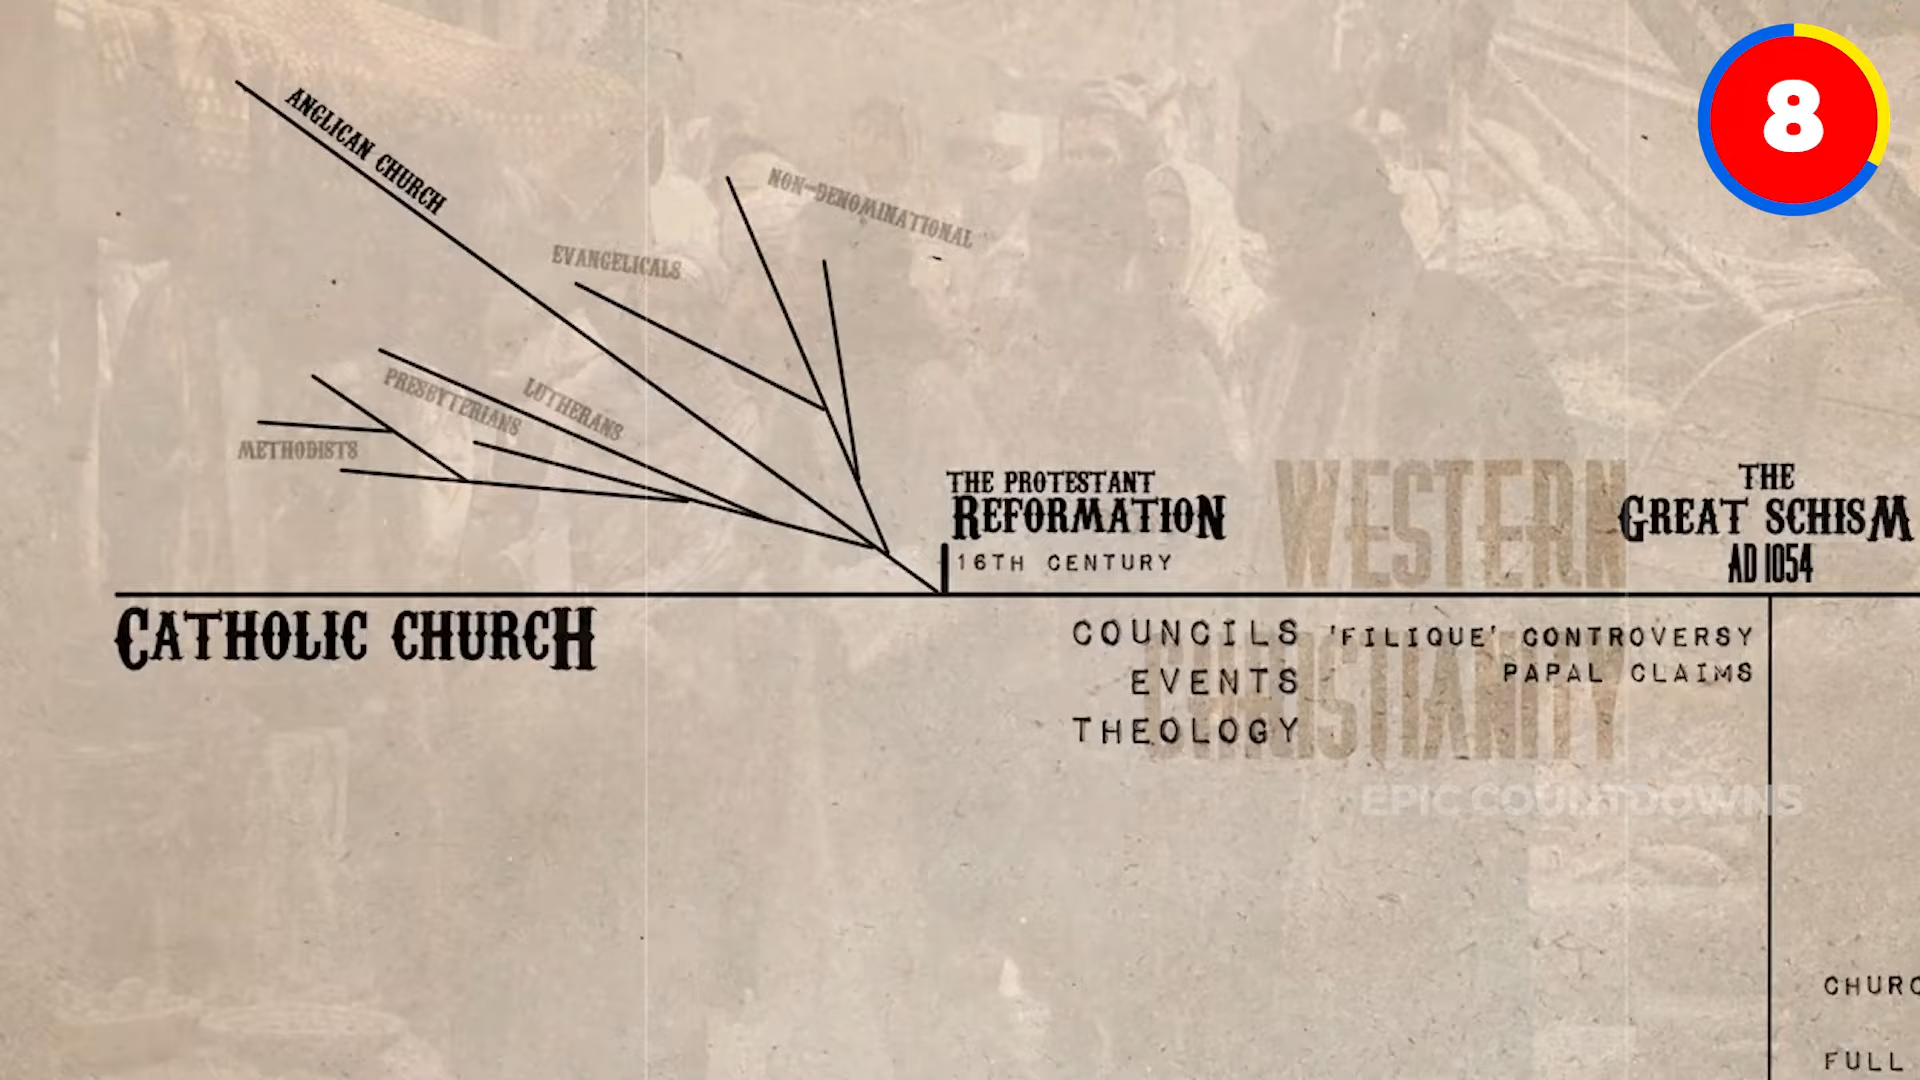 8
ANGLICAN CHURCH
NON-DENOMINATIONAL
EVANGELICALS
PRESBYTERIANS
LUTHERANS
METHODISTS
THE PROTESTANT
REFORMATION
16TH CENTURY
WESTERN
CHRISTIANITY
THE
GREAT SCHISM
AD 1054
CATHOLIC CHURCH
COUNCILS
EVENTS
THEOLOGY
'FILIQUE' CONTROVERSY
PAPAL CLAIMS
EPIC COUNTDOWNS
FULL